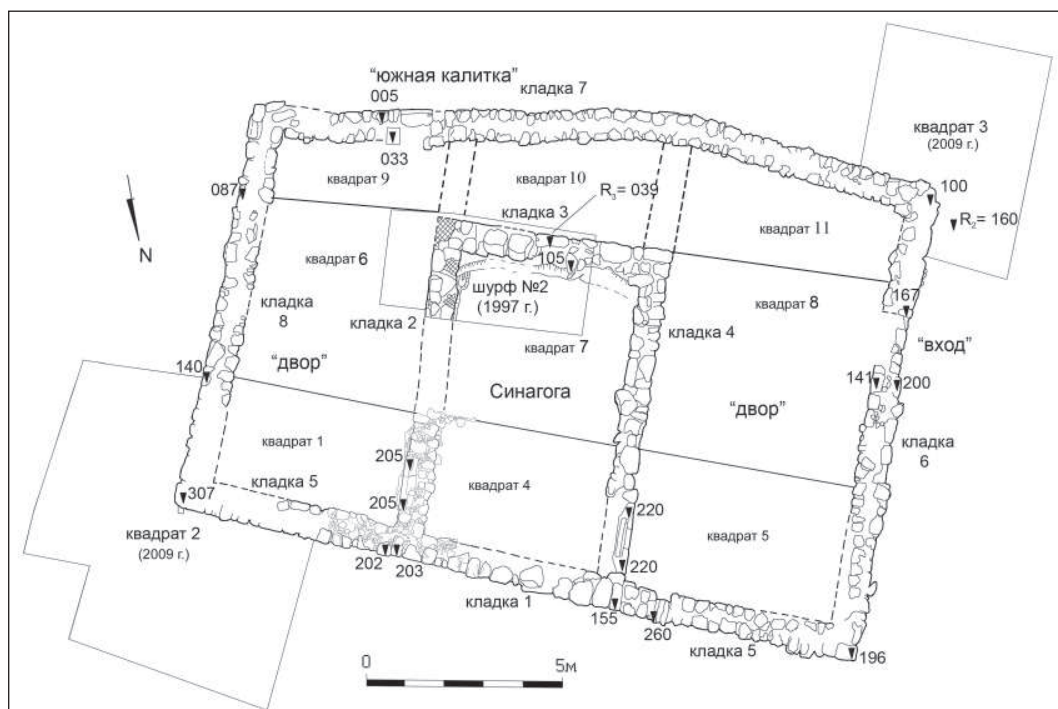 “южная калитка”
005
кладка 7
033
квадрат 3
(2009 г.)
квадрат 9
квадрат 10
R3= 039
087
кладка 3
100
R2= 160
квадрат 11
N
105
квадрат 6
шурф №2
(1997 г.)
квадрат 8
167
кладка
8
кладка 2
кладка 4
квадрат 7
“вход”
“двор”
140
Синагога
141
200
“двор”
кладка
6
квадрат 1
205
кладка 5
квадрат 4
307
205
220
квадрат 5
квадрат 2
(2009 г.)
202
203
220
кладка 1
155
260
кладка 5
196
0
5м